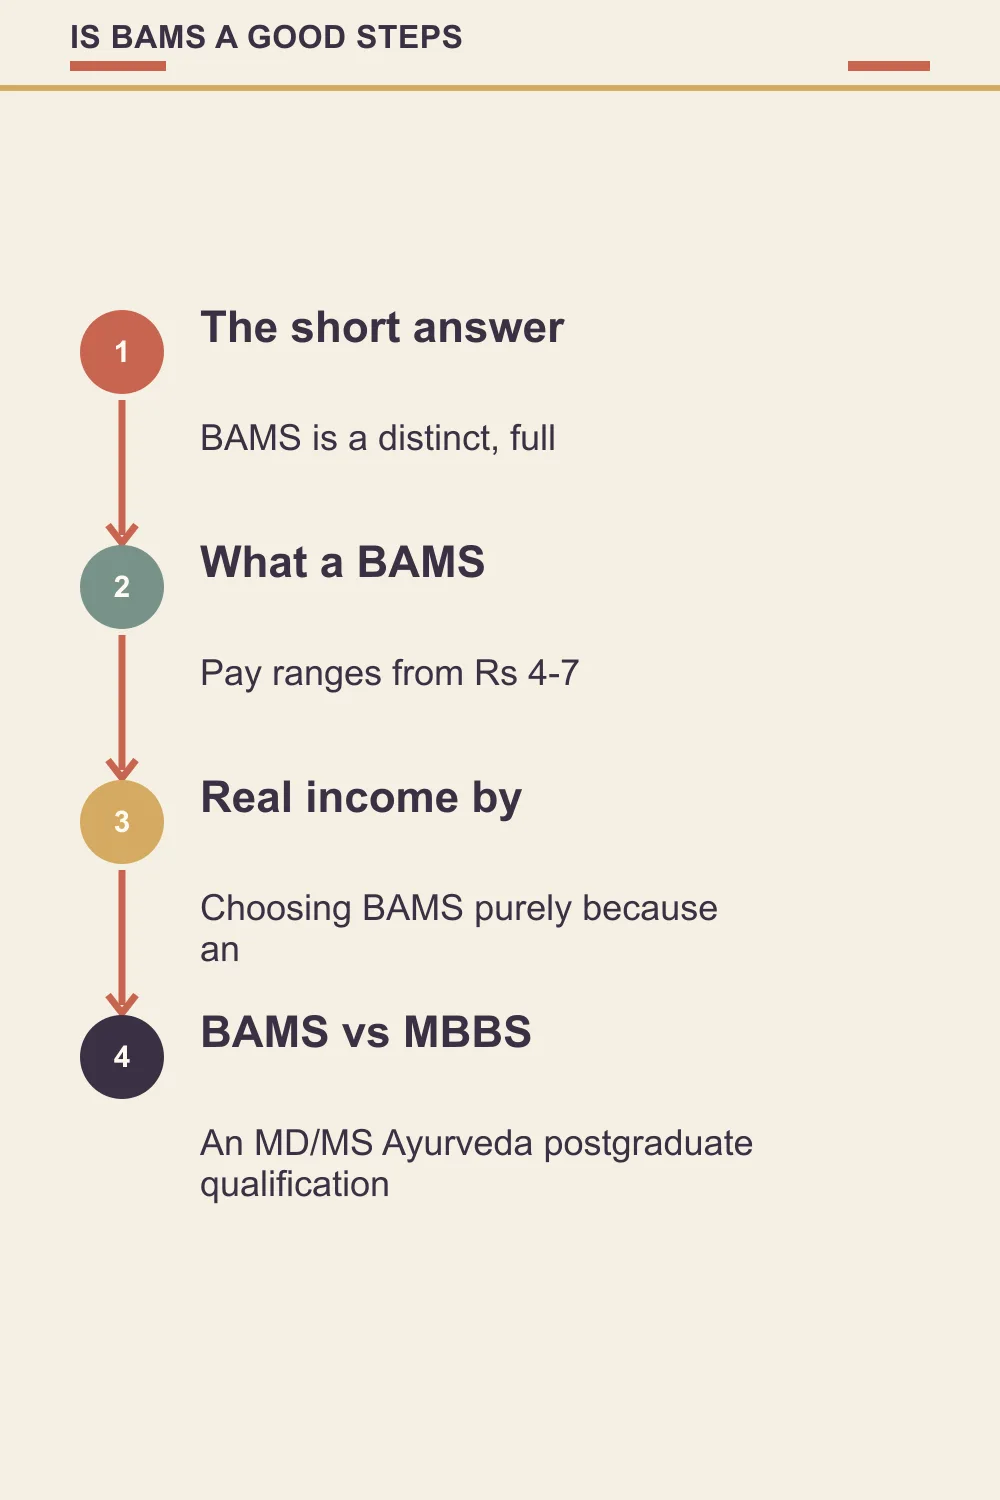 IS BAMS A GOOD STEPS
1
The short answer
BAMS is a distinct, full
2
What a BAMS
Pay ranges from Rs 4-7
3
Real income by
Choosing BAMS purely because
an
4
BAMS vs MBBS
An MD/MS Ayurveda postgraduate
qualification